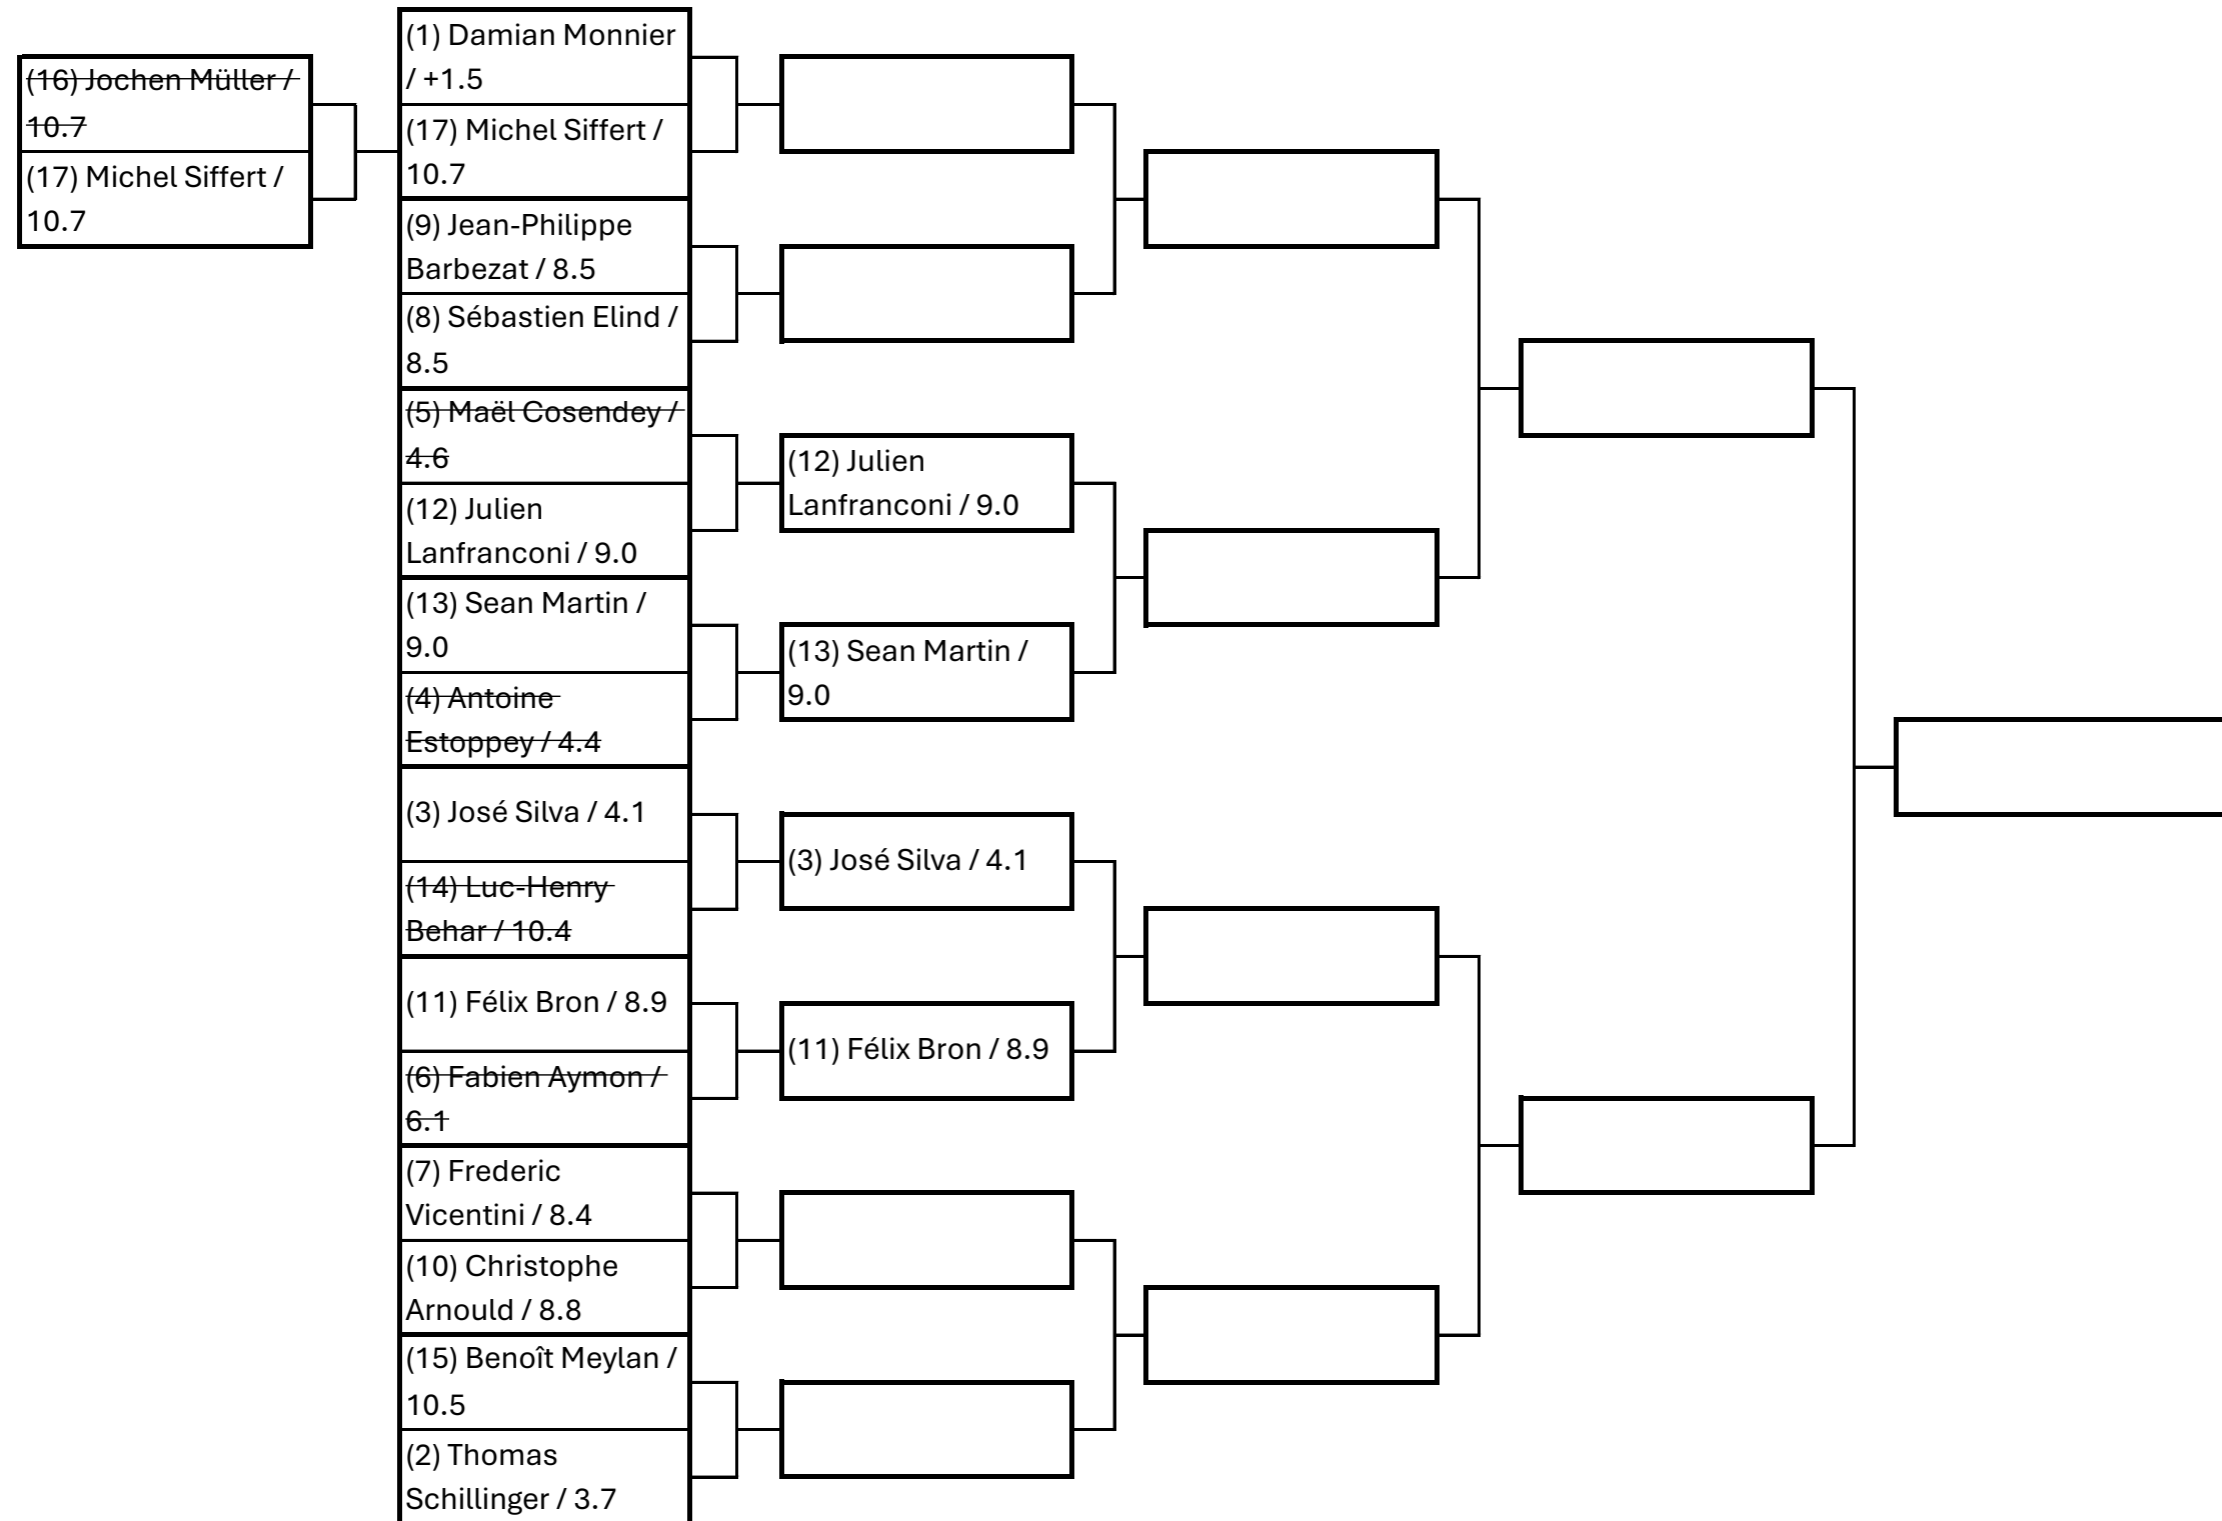 (16) Jochen Müller /
10.7
(17) Michel Siffert /
10.7
(1) Damian Monnier
/ +1.5
(17) Michel Siffert /
10.7
(9) Jean-Philippe
Barbezat / 8.5
(8) Sébastien Elind /
8.5
(5) Maël Cosendey /
4.6
(12) Julien
Lanfranconi / 9.0
(13) Sean Martin /
9.0
(4) Antoine
Estoppey / 4.4
(3) José Silva / 4.1
(14) Luc-Henry
Behar / 10.4
(11) Félix Bron / 8.9
(6) Fabien Aymon /
6.1
(7) Frederic
Vicentini / 8.4
(10) Christophe
Arnould / 8.8
(15) Benoît Meylan /
10.5
(2) Thomas
Schillinger / 3.7
(12) Julien
Lanfranconi / 9.0
(13) Sean Martin /
9.0
(3) José Silva / 4.1
(11) Félix Bron / 8.9